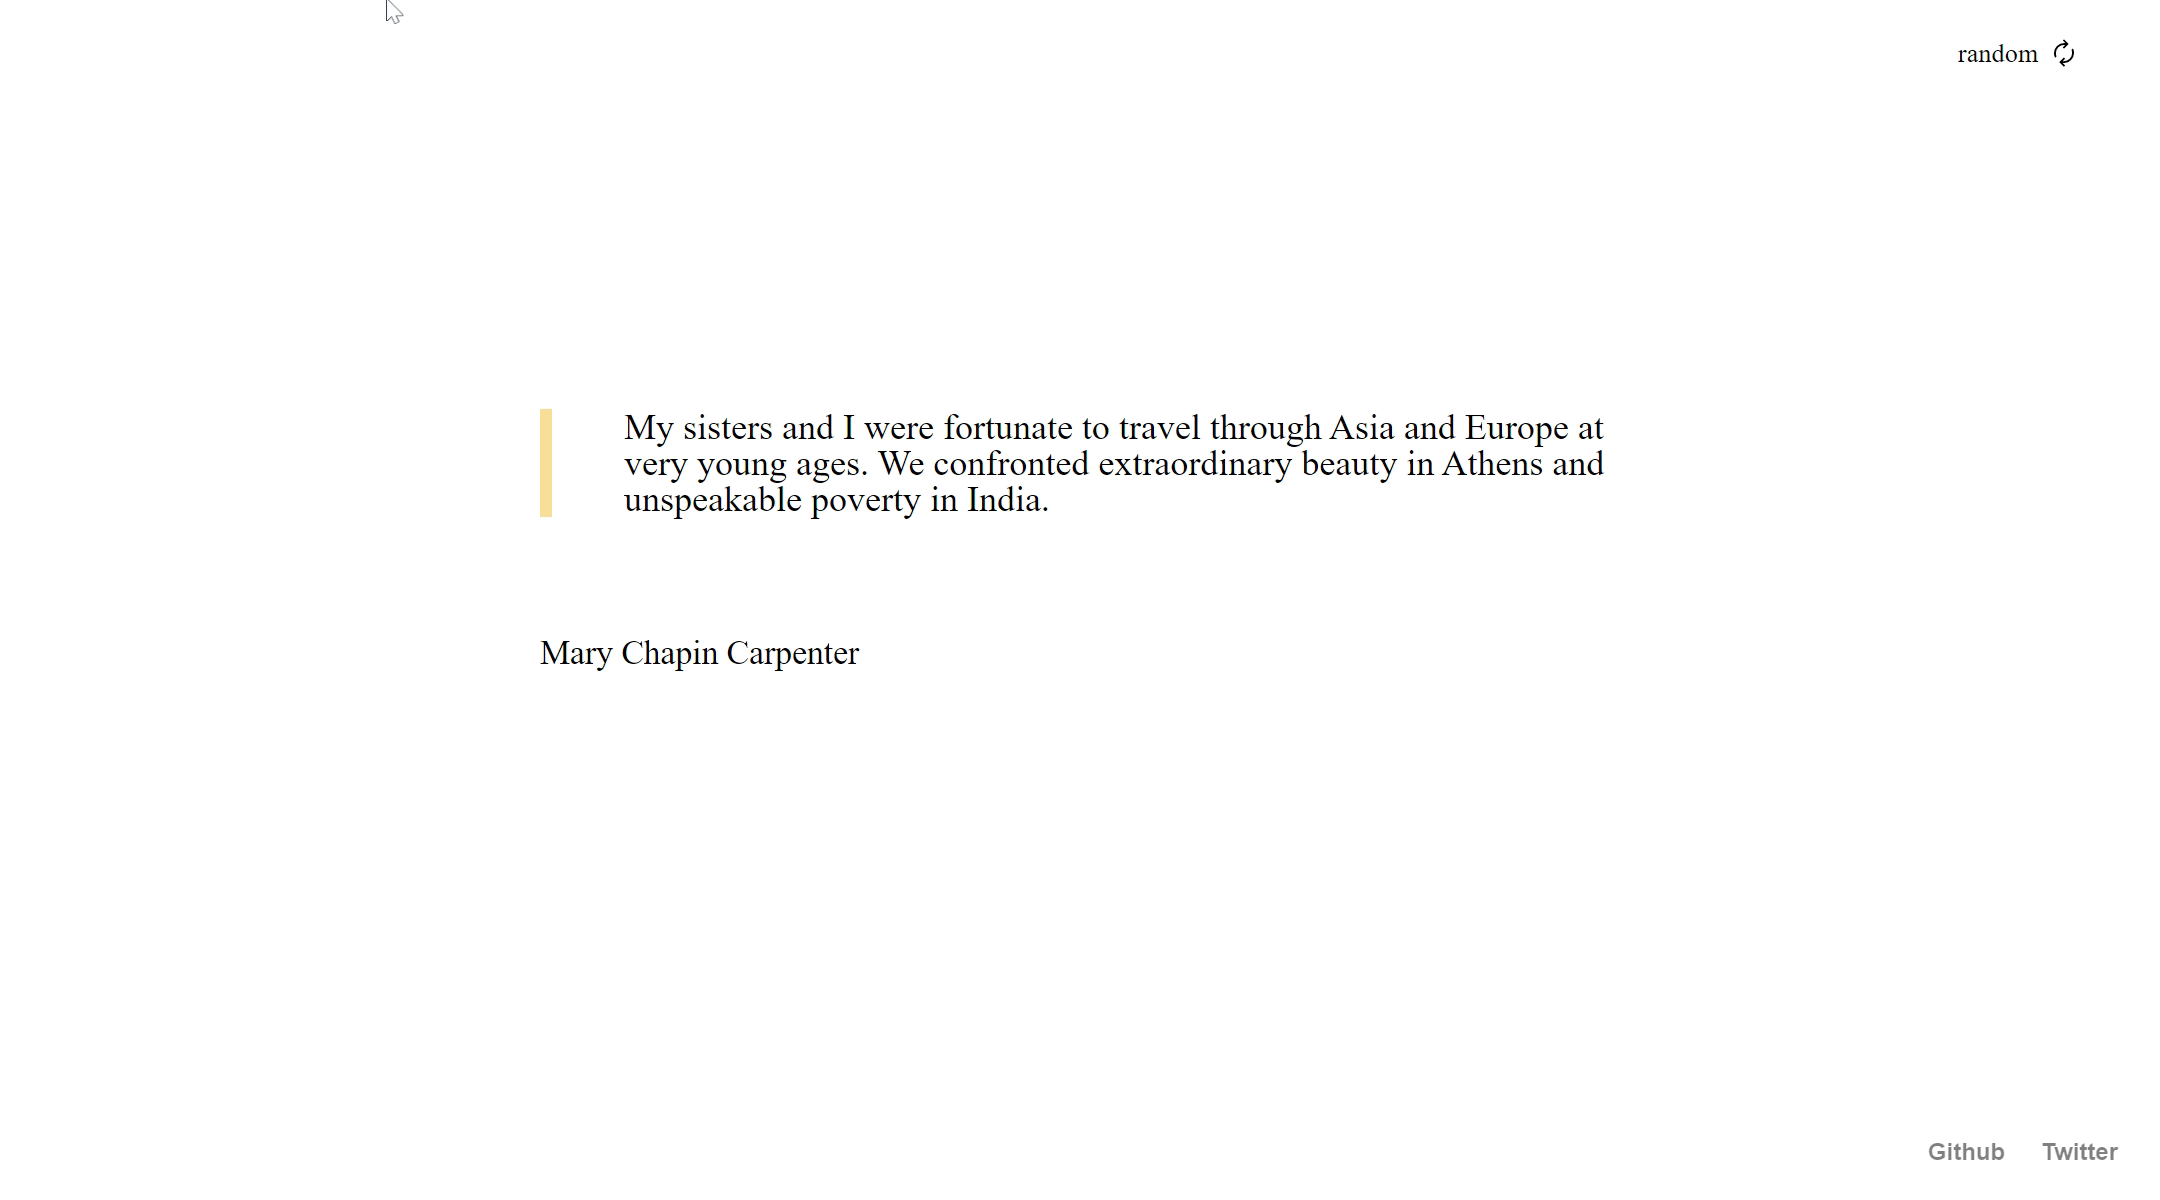 random
My sisters and I were fortunate to travel through Asia and Europe at
very young ages. We confronted extraordinary beauty in Athens and
unspeakable poverty in India.
Mary Chapin Carpenter
Github Twitter